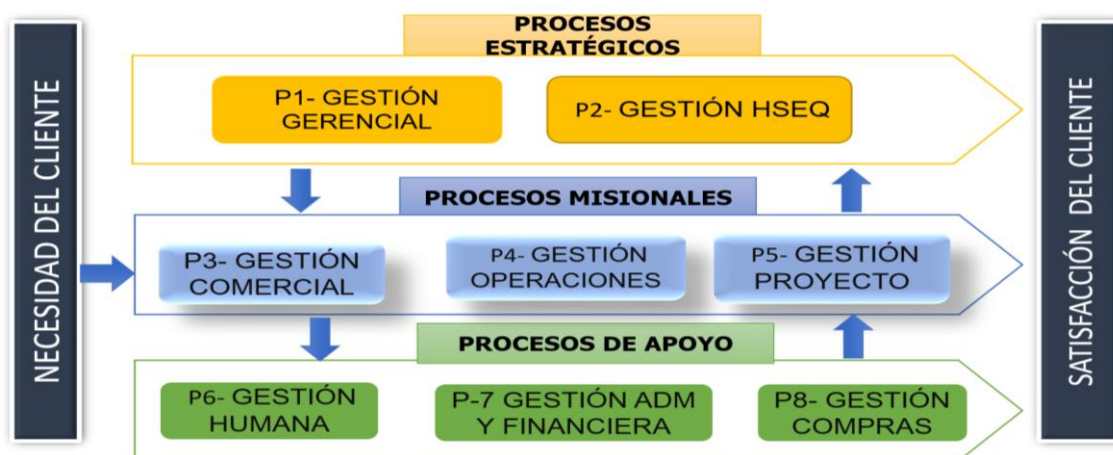 NECESIDAD DEL CLIENTE
PROCESOS
ESTRATÉGICOS
P1- GESTIÓN
GERENCIAL
P2- GESTIÓN HSEQ
PROCESOS MISIONALES
P3- GESTIÓN
COMERCIAL
P4- GESTIÓN
OPERACIONES
P5- GESTIÓN
PROYECTO
PROCESOS DE APOYO
P6- GESTIÓN
HUMANA
P-7 GESTIÓN ADM
Y FINANCIERA
P8- GESTIÓN
COMPRAS
SATISFACCIÓN DEL CLIENTE